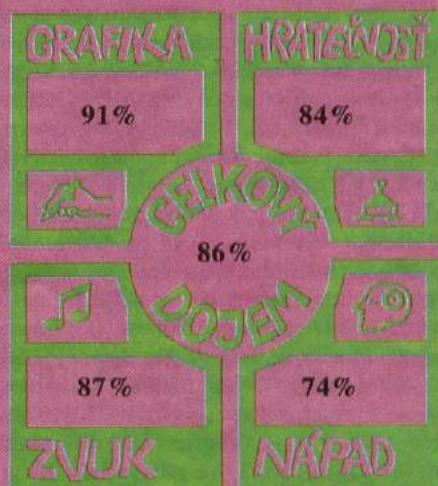 GRAFIKA
91%
HRATEĽNOSŤ
84%
CELKOVÝ
86%
DOJEM
87%
ZVUK
74%
NÁPAD